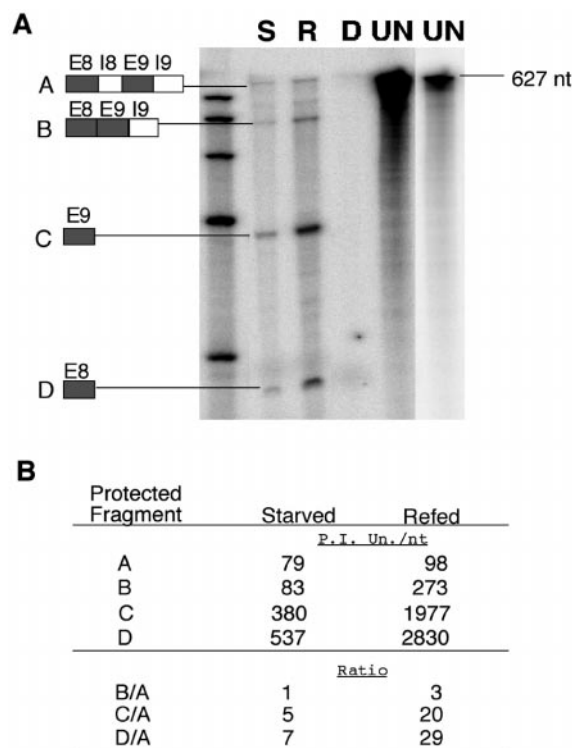 A
S R D UN UN
E8 I8 E9 I9
A
627 nt
E8 E9 I9
B
E9
C
E8
D
B
Protected
Fragment Starved Refed
P.I. Un./nt
A 79 98
B 83 273
C 380 1977
D 537 2830
Ratio
B/A 1 3
C/A 5 20
D/A 7 29